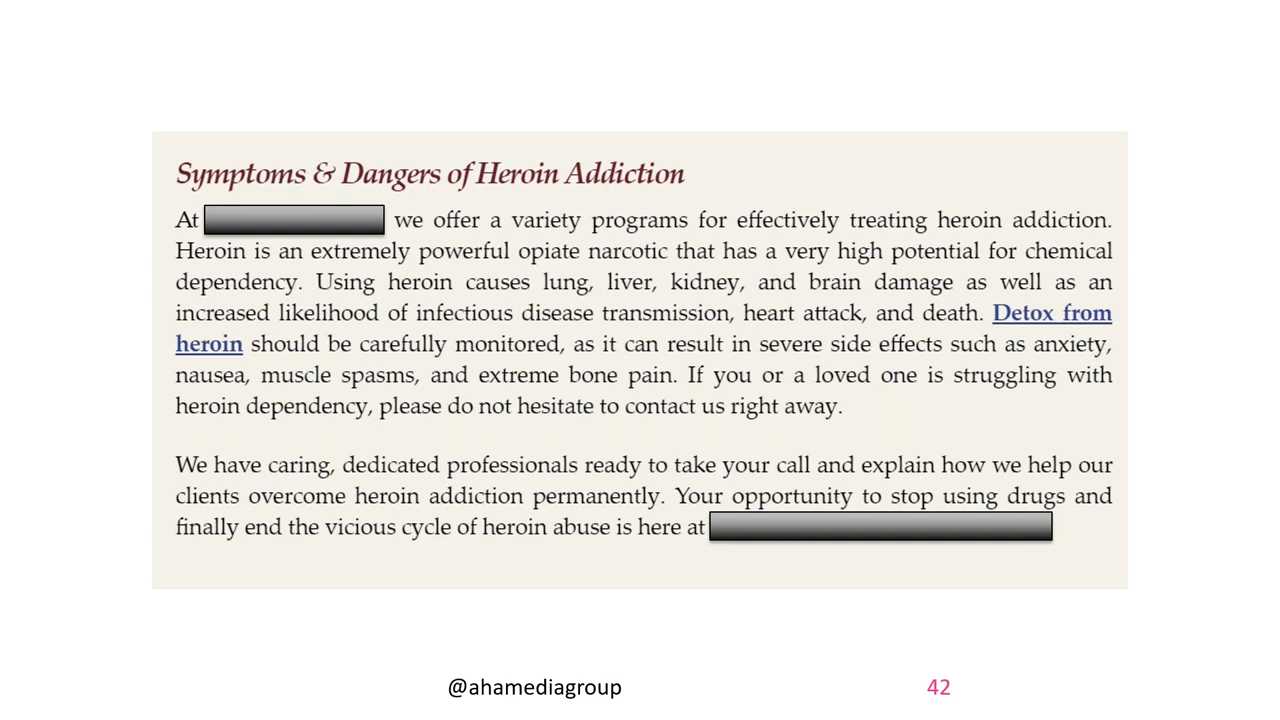 Symptoms & Dangers of Heroin Addiction
At we offer a variety programs for effectively treating heroin addiction.
Heroin is an extremely powerful opiate narcotic that has a very high potential for chemical
dependency. Using heroin causes lung, liver, kidney, and brain damage as well as an
increased likelihood of infectious disease transmission, heart attack, and death. Detox from
heroin should be carefully monitored, as it can result in severe side effects such as anxiety,
nausea, muscle spasms, and extreme bone pain. If you or a loved one is struggling with
heroin dependency, please do not hesitate to contact us right away.
We have caring, dedicated professionals ready to take your call and explain how we help our
clients overcome heroin addiction permanently. Your opportunity to stop using drugs and
finally end the vicious cycle of heroin abuse is here at
@ahamediagroup
42